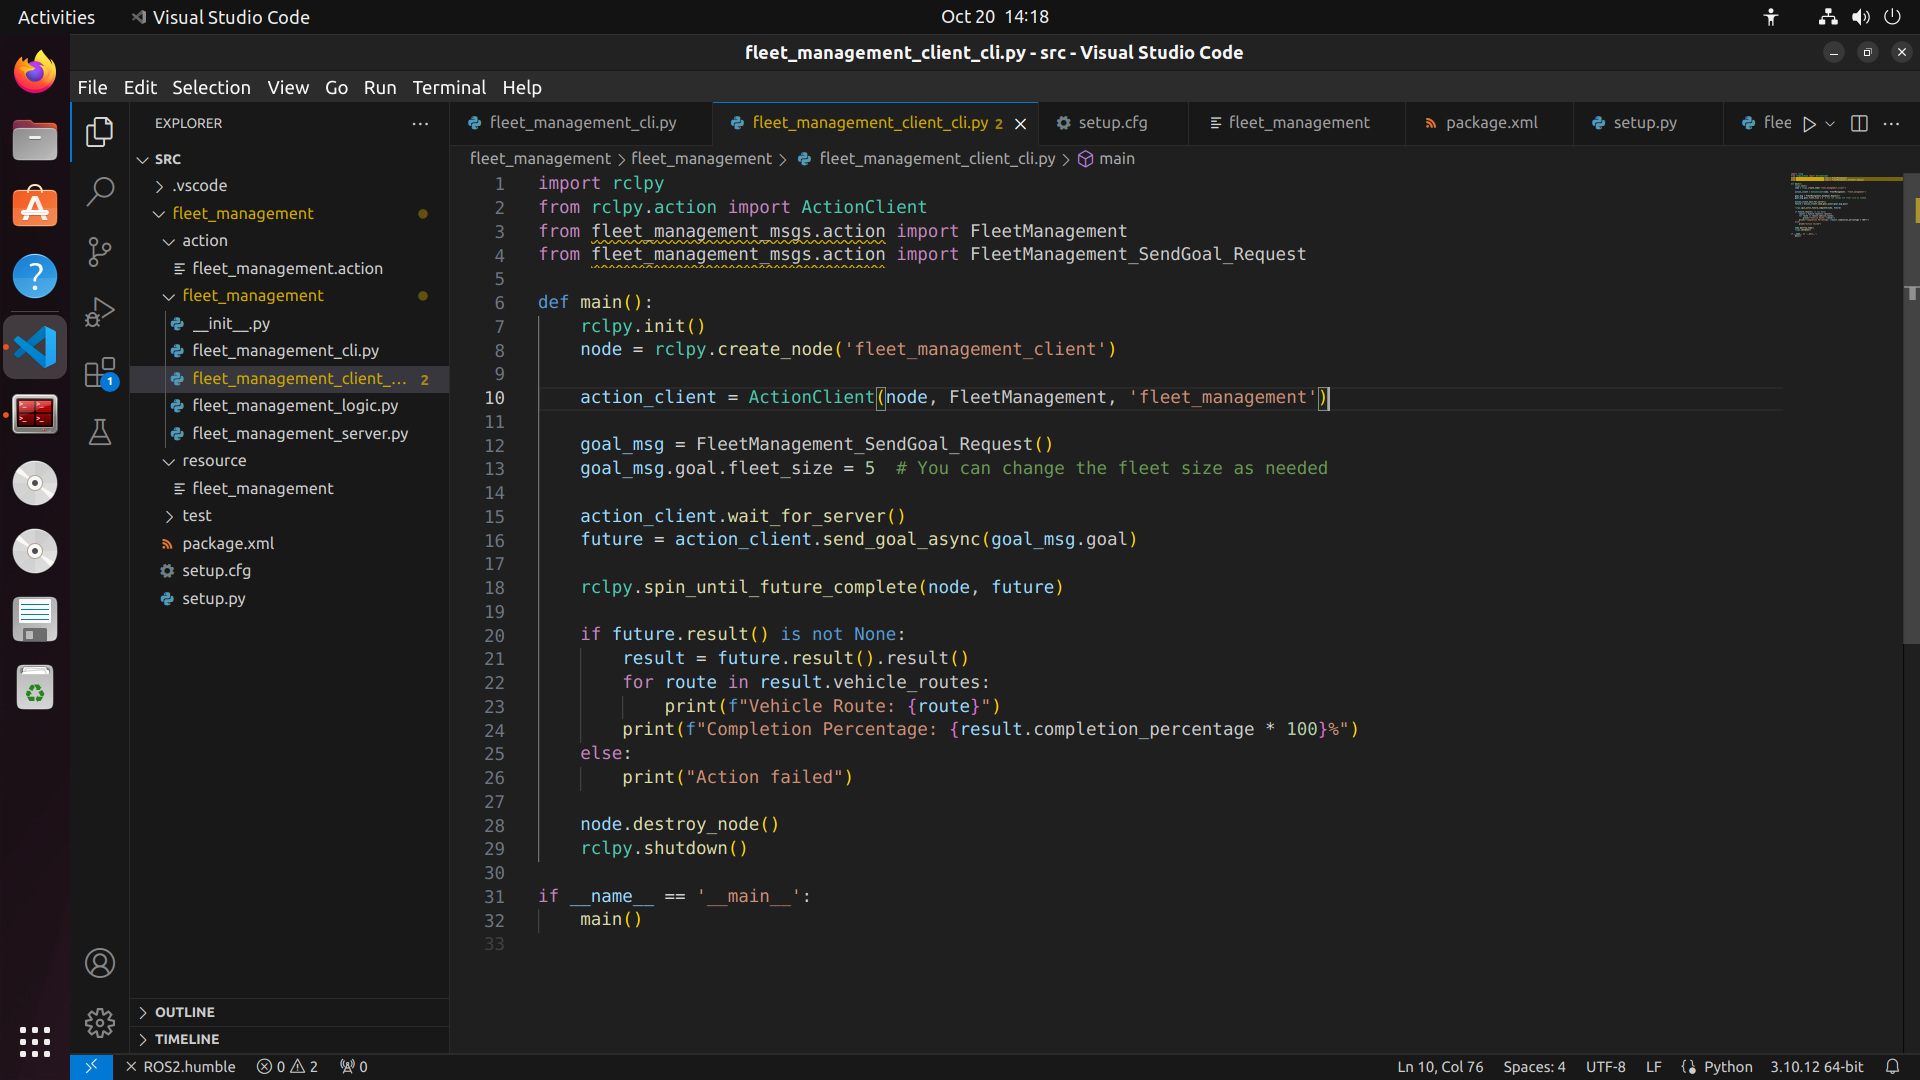 Activities
Visual Studio Code
Oct 20 14:18
fleet_management_client_cli.py - src - Visual Studio Code
File Edit Selection View Go Run Terminal Help
EXPLORER
SRC
.vscode
fleet_management
action
fleet_management.action
fleet_management
__init__.py
fleet_management_cli.py
fleet_management_client_... 2
fleet_management_logic.py
fleet_management_server.py
resource
fleet_management
test
package.xml
setup.cfg
setup.py
OUTLINE
TIMELINE
1
fleet_management_cli.py
fleet_management_client_cli.py 2
setup.cfg
fleet_management
package.xml
setup.py
flee
fleet_management > fleet_management > fleet_management_client_cli.py > main
1 import rclpy
2 from rclpy.action import ActionClient
3 from fleet_management_msgs.action import FleetManagement
4 from fleet_management_msgs.action import FleetManagement_SendGoal_Request
5
6 def main():
7     rclpy.init()
8     node = rclpy.create_node('fleet_management_client')
9
10     action_client = ActionClient(node, FleetManagement, 'fleet_management')
11
12     goal_msg = FleetManagement_SendGoal_Request()
13     goal_msg.goal.fleet_size = 5  # You can change the fleet size as needed
14
15     action_client.wait_for_server()
16     future = action_client.send_goal_async(goal_msg.goal)
17
18     rclpy.spin_until_future_complete(node, future)
19
20     if future.result() is not None:
21         result = future.result().result()
22         for route in result.vehicle_routes:
23             print(f"Vehicle Route: {route}")
24         print(f"Completion Percentage: {result.completion_percentage * 100}%")
25     else:
26         print("Action failed")
27
28     node.destroy_node()
29     rclpy.shutdown()
30
31 if __name__ == '__main__':
32     main()
33
ROS2.humble 0 2 0
Ln 10, Col 76 Spaces: 4 UTF-8 LF Python 3.10.12 64-bit